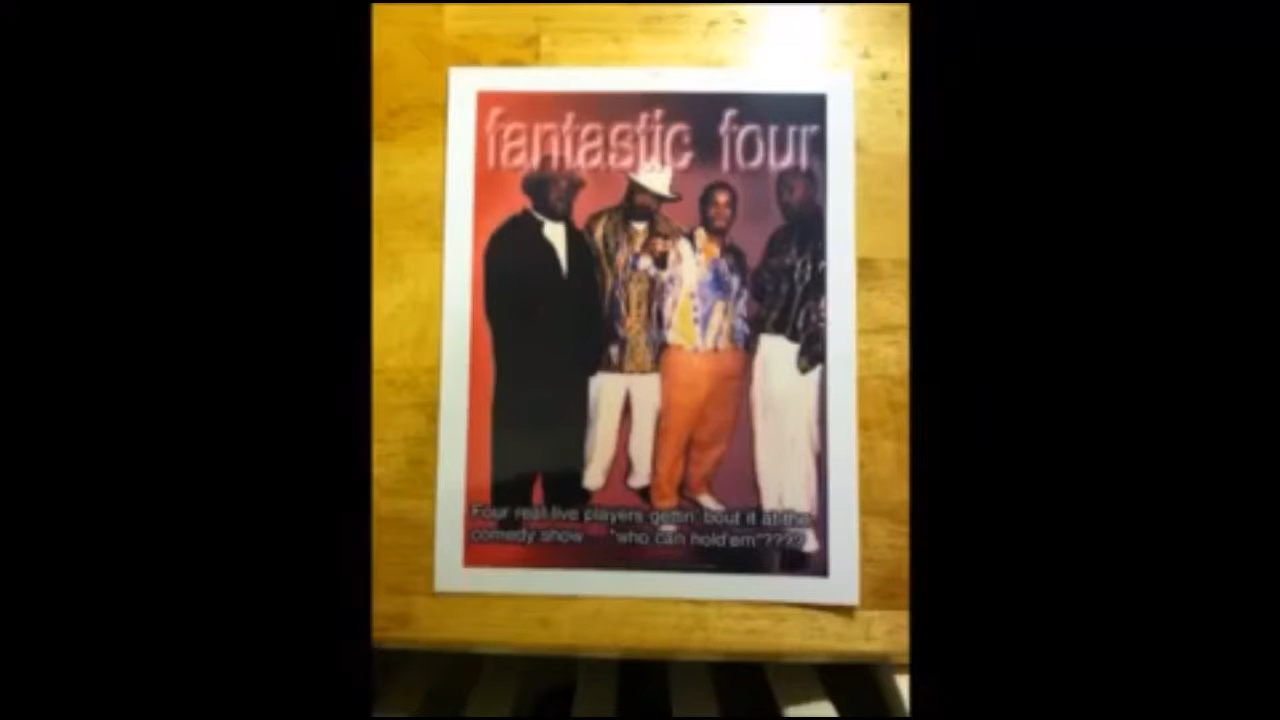 fantastic four
Four real live players gettin' bout it at the
comedy show "who can hold'em"????